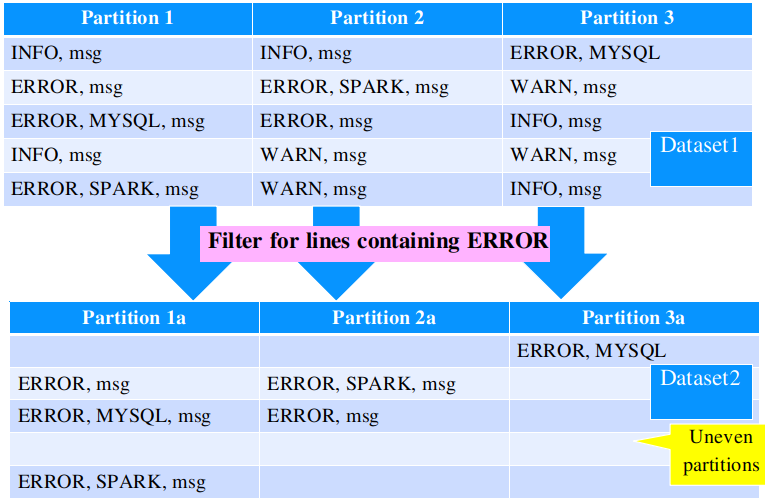 Partition 1 Partition 2 Partition 3
INFO, msg INFO, msg ERROR, MYSQL
ERROR, msg ERROR, SPARK, msg WARN, msg
ERROR, MYSQL, msg ERROR, msg INFO, msg
INFO, msg WARN, msg WARN, msg
Dataset1
ERROR, SPARK, msg WARN, msg INFO, msg
Filter for lines containing ERROR
Partition 1a Partition 2a Partition 3a
ERROR, MYSQL
ERROR, msg ERROR, SPARK, msg
Dataset2
ERROR, MYSQL, msg ERROR, msg
Uneven
partitions
ERROR, SPARK, msg